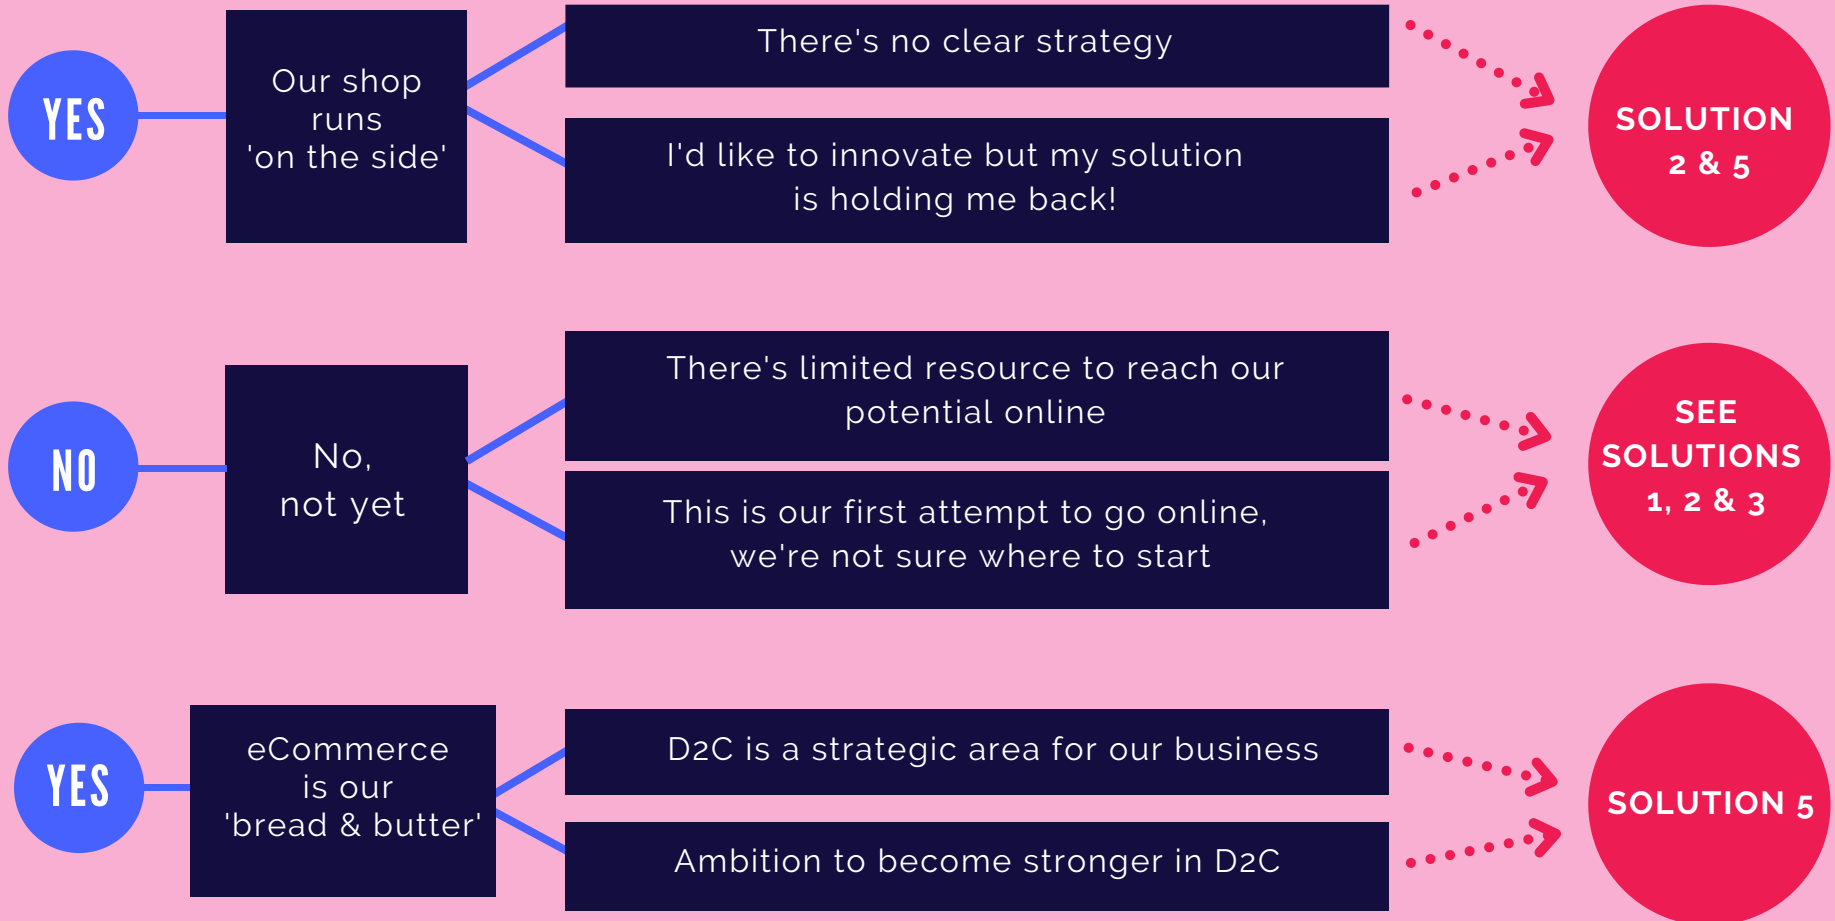 YES
Our shop
runs
'on the side'
There's no clear strategy
I'd like to innovate but my solution
is holding me back!
SOLUTION
2 & 5
NO
No,
not yet
There's limited resource to reach our
potential online
This is our first attempt to go online,
we're not sure where to start
SEE
SOLUTIONS
1, 2 & 3
YES
eCommerce
is our
'bread & butter'
D2C is a strategic area for our business
Ambition to become stronger in D2C
SOLUTION 5